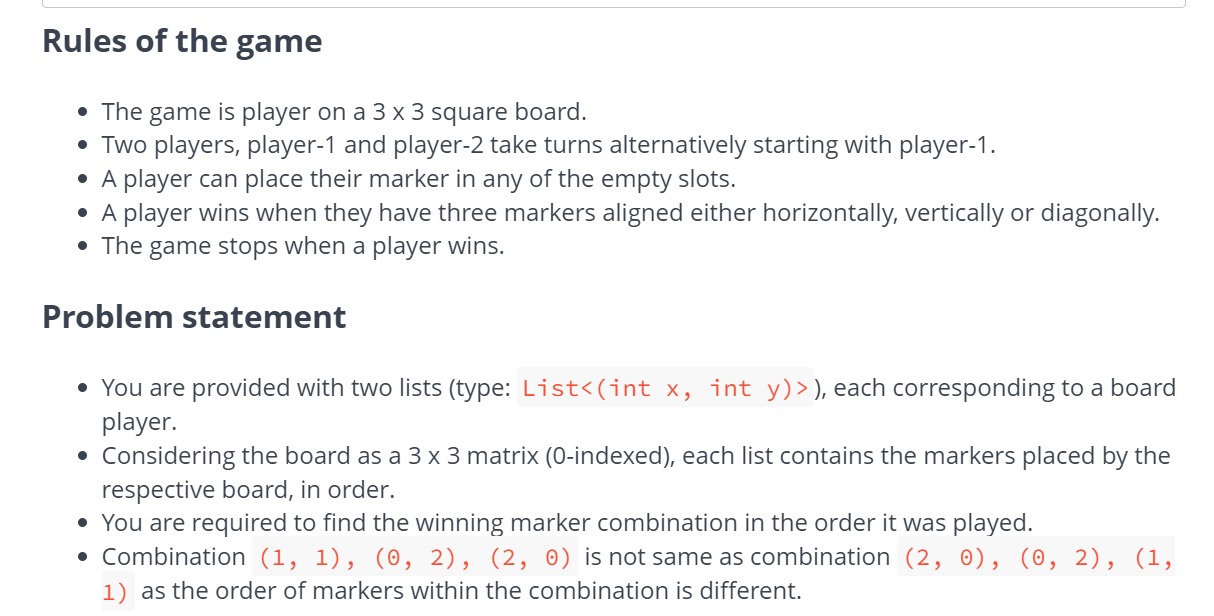 Rules of the game
• The game is player on a 3 x 3 square board.
• Two players, player-1 and player-2 take turns alternatively starting with player-1.
• A player can place their marker in any of the empty slots.
• A player wins when they have three markers aligned either horizontally, vertically or diagonally.
• The game stops when a player wins.
Problem statement
• You are provided with two lists (type: List<(int x, int y)>), each corresponding to a board
player.
• Considering the board as a 3 x 3 matrix (0-indexed), each list contains the markers placed by the
respective board, in order.
• You are required to find the winning marker combination in the order it was played.
• Combination (1, 1), (0, 2), (2, 0) is not same as combination (2, 0), (0, 2), (1,
1) as the order of markers within the combination is different.